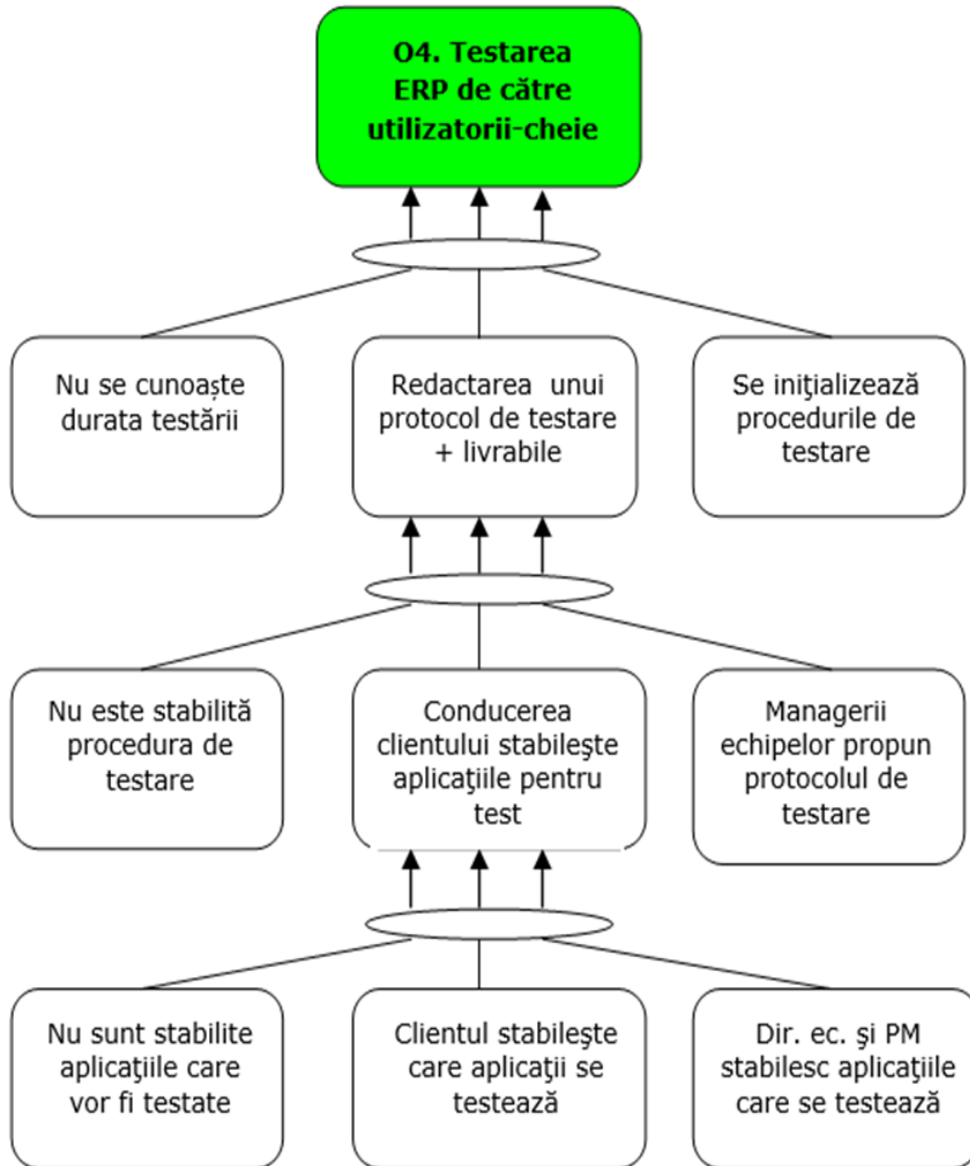 O4. Testarea
ERP de către
utilizatorii-cheie
Nu se cunoaște
durata testării
Redactarea unui
protocol de testare
+ livrabile
Se iniţializează
procedurile de
testare
Nu este stabilită
procedura de
testare
Conducerea
clientului stabileşte
aplicaţiile pentru
test
Managerii
echipelor propun
protocolul de
testare
Nu sunt stabilite
aplicaţiile care
vor fi testate
Clientul stabileşte
care aplicaţii se
testează
Dir. ec. şi PM
stabilesc aplicaţiile
care se testează